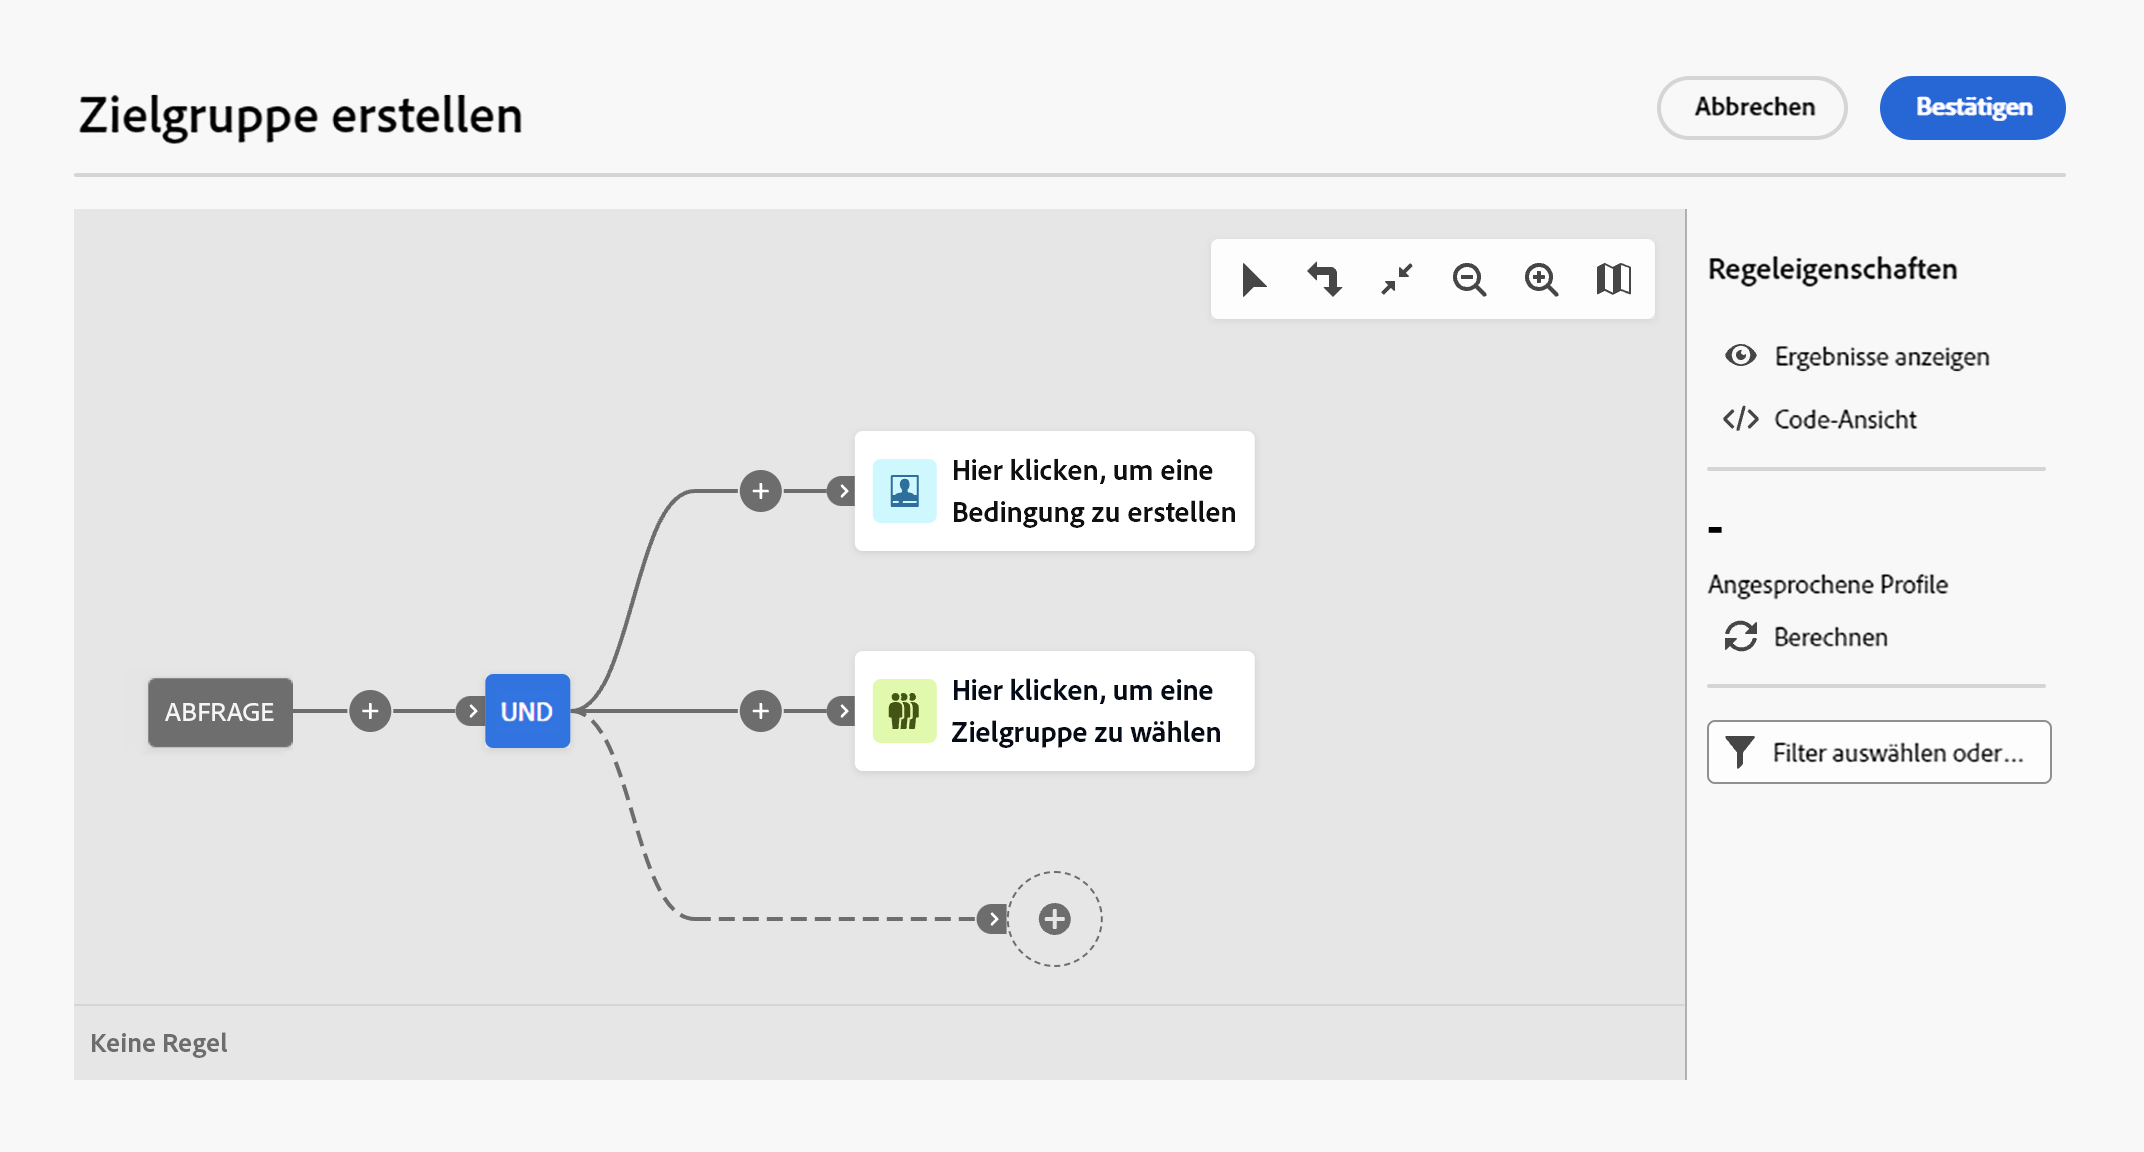 Zielgruppe erstellen
Abbrechen
Bestätigen
Regeleigenschaften
Ergebnisse anzeigen
Code-Ansicht
-
Angesprochene Profile
Berechnen
Filter auswählen oder...
Hier klicken, um eine
Bedingung zu erstellen
ABFRAGE
UND
Hier klicken, um eine
Zielgruppe zu wählen
Keine Regel